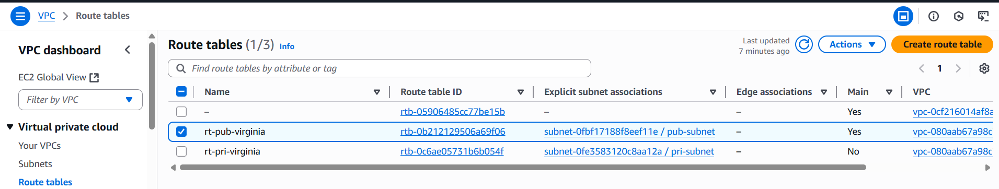 VPC > Route tables
VPC dashboard
EC2 Global View
Filter by VPC
Virtual private cloud
Your VPCs
Subnets
Route tables
Route tables (1/3) Info
Last updated
7 minutes ago
Actions
Create route table
Find route tables by attribute or tag
1
Name Route table ID Explicit subnet associations Edge associations Main VPC
– rtb-05906485cc77be15b – – Yes vpc-0cf216014af8a
rt-pub-virginia rtb-0b212129506a69f06 subnet-0fbf17188f8eef11e / pub-subnet – Yes vpc-080aab67a98c
rt-pri-virginia rtb-0c6ae05731b6b054f subnet-0fe3583120c8aa12a / pri-subnet – No vpc-080aab67a98c